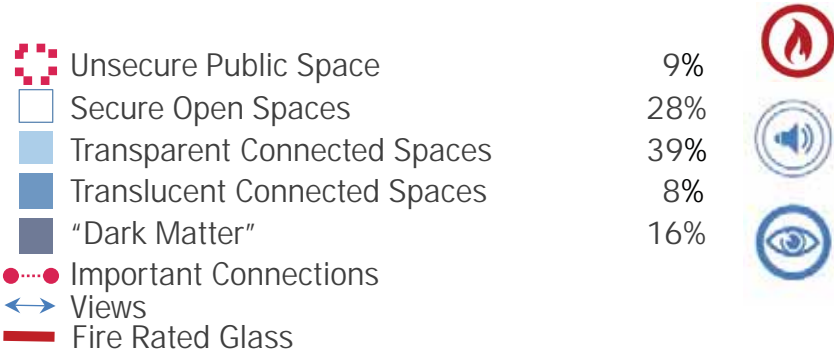 Unsecure Public Space 9%
Secure Open Spaces 28%
Transparent Connected Spaces 39%
Translucent Connected Spaces 8%
“Dark Matter” 16%
Important Connections
Views
Fire Rated Glass